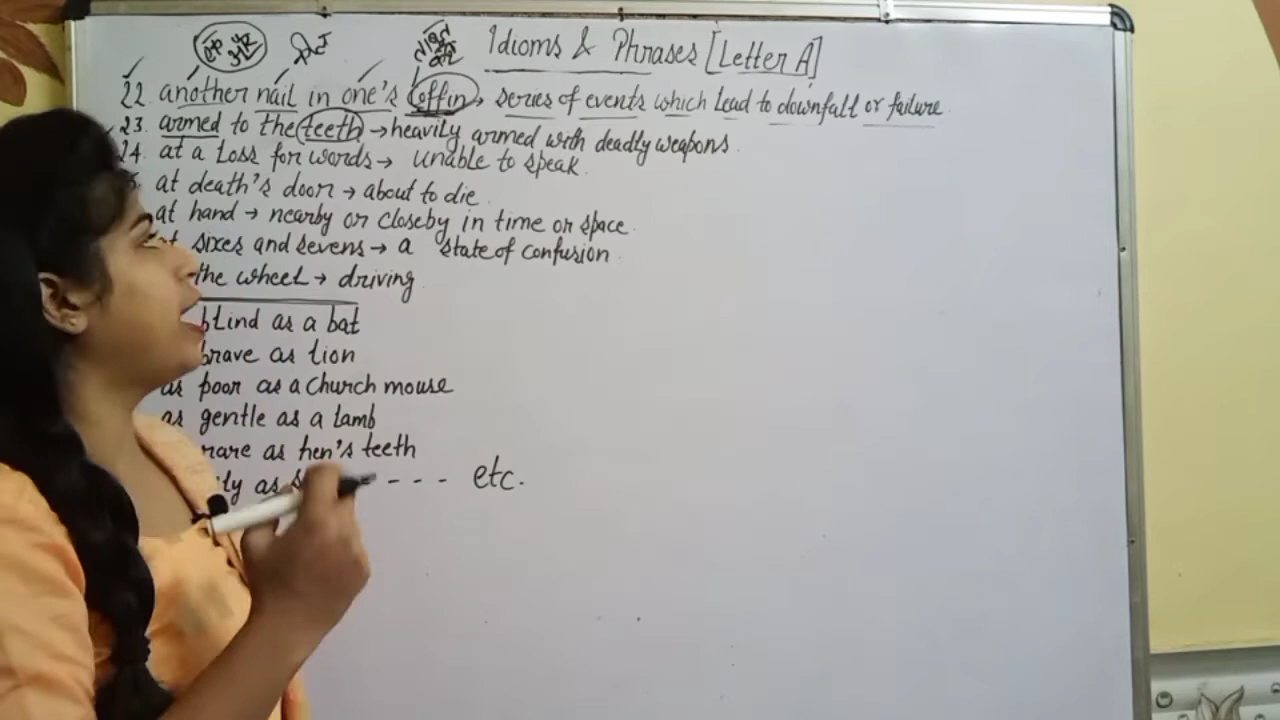 Idioms & Phrases [Letter A]
22. another nail in one's coffin → series of events which lead to downfall or failure
23. armed to the teeth → heavily armed with deadly weapons.
24. at a loss for words → unable to speak.
at death's door → about to die.
at hand → nearby or closeby in time or space.
sixes and sevens → a state of confusion.
the wheel → driving.
blind as a bat
brave as lion
as poor as a church mouse
as gentle as a lamb
rare as hen's teeth
as - - - etc.